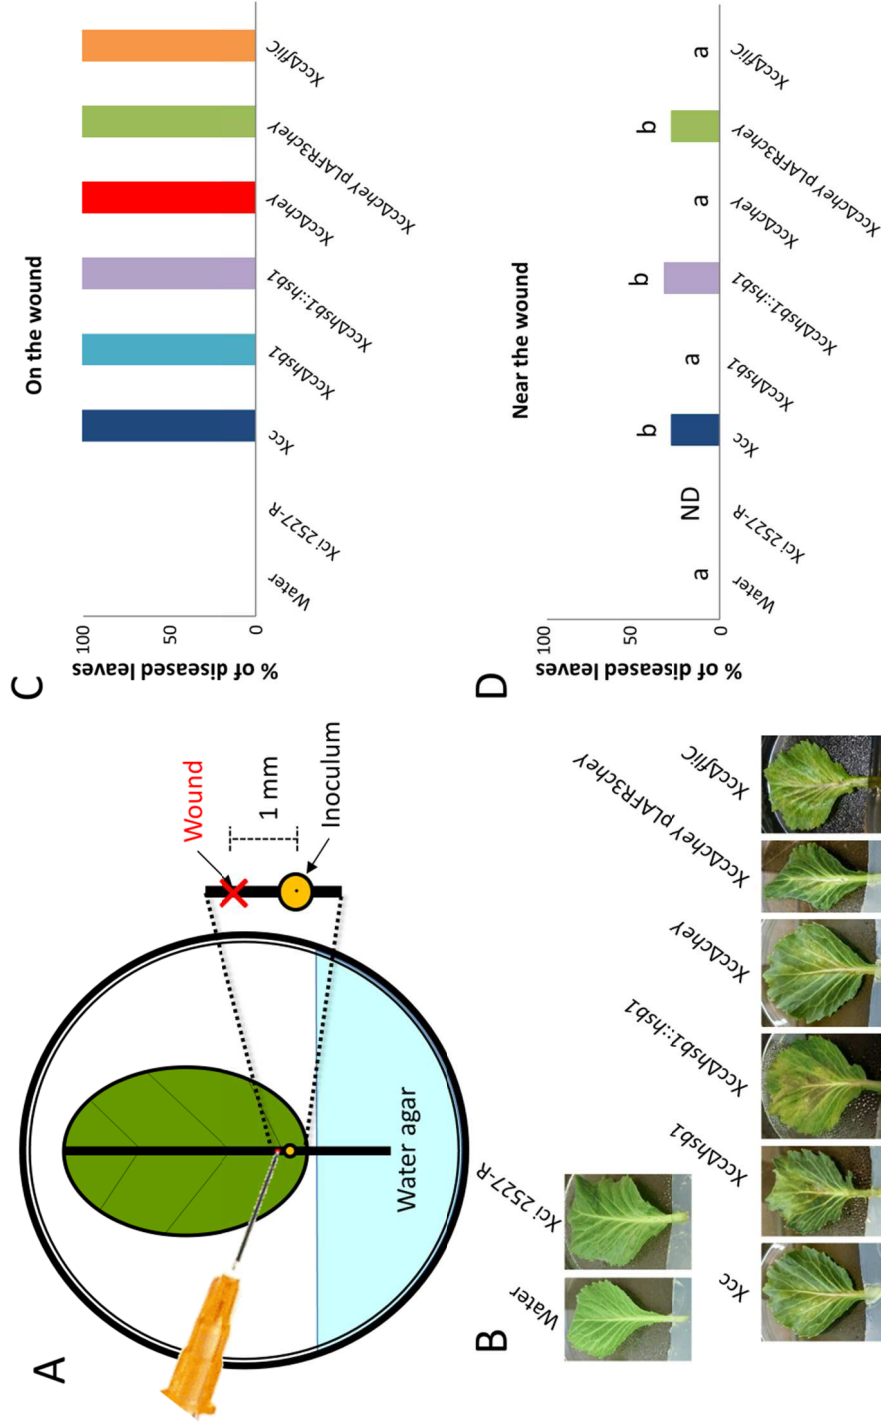 A
Wound
1 mm
Inoculum
Water agar
B
Water
Xci 2527-R
Xcc
XccΔhsb1
XccΔhsb1::hsb1
XccΔcheY
XccΔcheY pLAFR3cheY
XccΔfliC
C
On the wound
% of diseased leaves
100
50
0
Water
Xci 2527-R
Xcc
XccΔhsb1
XccΔhsb1::hsb1
XccΔcheY
XccΔcheY pLAFR3cheY
XccΔfliC
D
Near the wound
% of diseased leaves
100
50
0
a
ND
b
a
b
a
b
a
Water
Xci 2527-R
Xcc
XccΔhsb1
XccΔhsb1::hsb1
XccΔcheY
XccΔcheY pLAFR3cheY
XccΔfliC